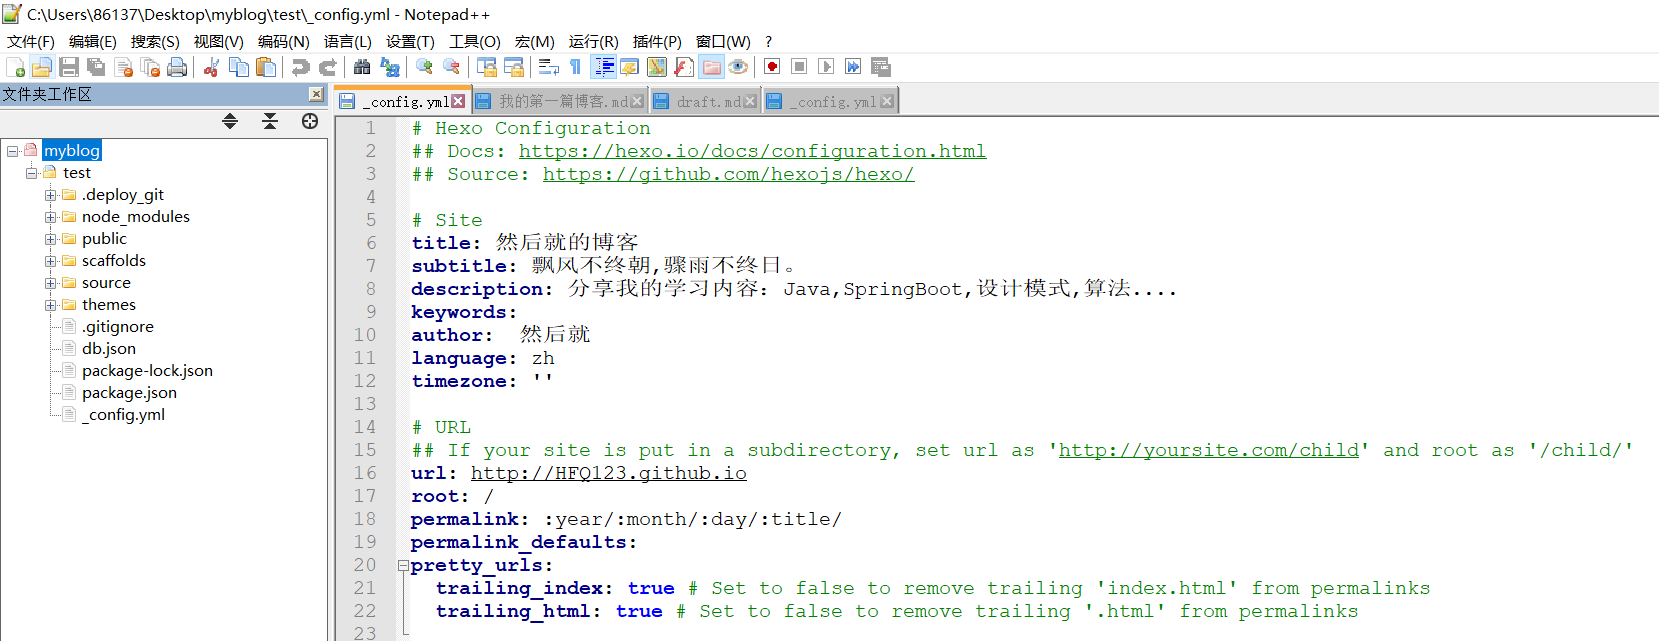 C:\Users\86137\Desktop\myblog\test\_config.yml - Notepad++
文件(F) 编辑(E) 搜索(S) 视图(V) 编码(N) 语言(L) 设置(T) 工具(O) 宏(M) 运行(R) 插件(P) 窗口(W) ?
文件夹工作区
myblog
test
.deploy_git
node_modules
public
scaffolds
source
themes
.gitignore
db.json
package-lock.json
package.json
_config.yml
_config.yml 我的第一篇博客.md draft.md _config.yml
1 # Hexo Configuration
2 ## Docs: https://hexo.io/docs/configuration.html
3 ## Source: https://github.com/hexojs/hexo/
4
5 # Site
6 title: 然后就的博客
7 subtitle: 飘风不终朝,骤雨不终日。
8 description: 分享我的学习内容: Java,SpringBoot,设计模式,算法....
9 keywords:
10 author:  然后就
11 language: zh
12 timezone: ''
13
14 # URL
15 ## If your site is put in a subdirectory, set url as 'http://yoursite.com/child' and root as '/child/'
16 url: http://HFQ123.github.io
17 root: /
18 permalink: :year/:month/:day/:title/
19 permalink_defaults:
20 pretty_urls:
21   trailing_index: true # Set to false to remove trailing 'index.html' from permalinks
22   trailing_html: true # Set to false to remove trailing '.html' from permalinks
23